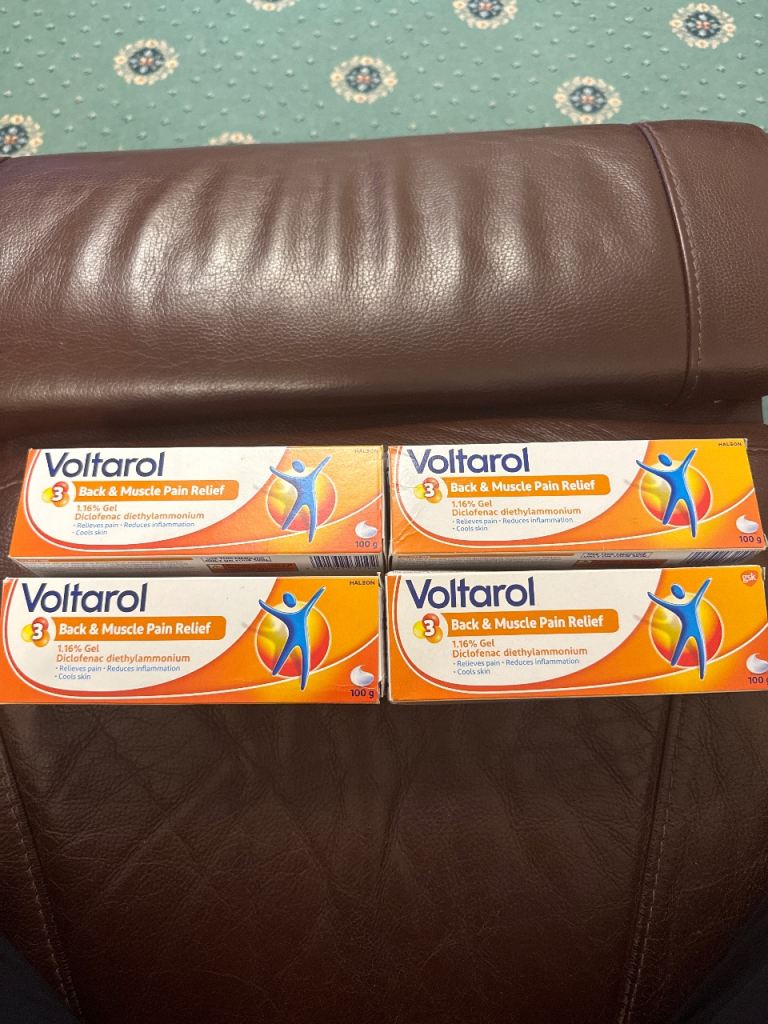 Voltarol
HALEON
3
Back & Muscle Pain Relief
1.16% Gel
Diclofenac diethylammonium
• Relieves pain • Reduces inflammation
• Cools skin
100 g
Voltarol
HALEON
3
Back & Muscle Pain Relief
1.16% Gel
Diclofenac diethylammonium
• Relieves pain • Reduces inflammation
• Cools skin
100 g
Voltarol
HALEON
3
Back & Muscle Pain Relief
1.16% Gel
Diclofenac diethylammonium
• Relieves pain • Reduces inflammation
• Cools skin
100 g
Voltarol
gsk
3
Back & Muscle Pain Relief
1.16% Gel
Diclofenac diethylammonium
• Relieves pain • Reduces inflammation
• Cools skin
100 g